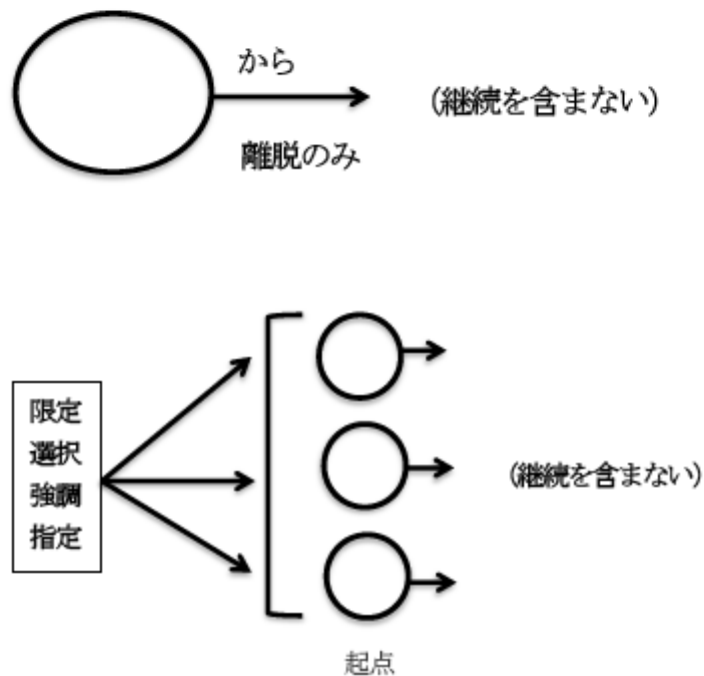 から
(継続を含まない)
離脱のみ
限定
選択
強調
指定
(継続を含まない)
起点